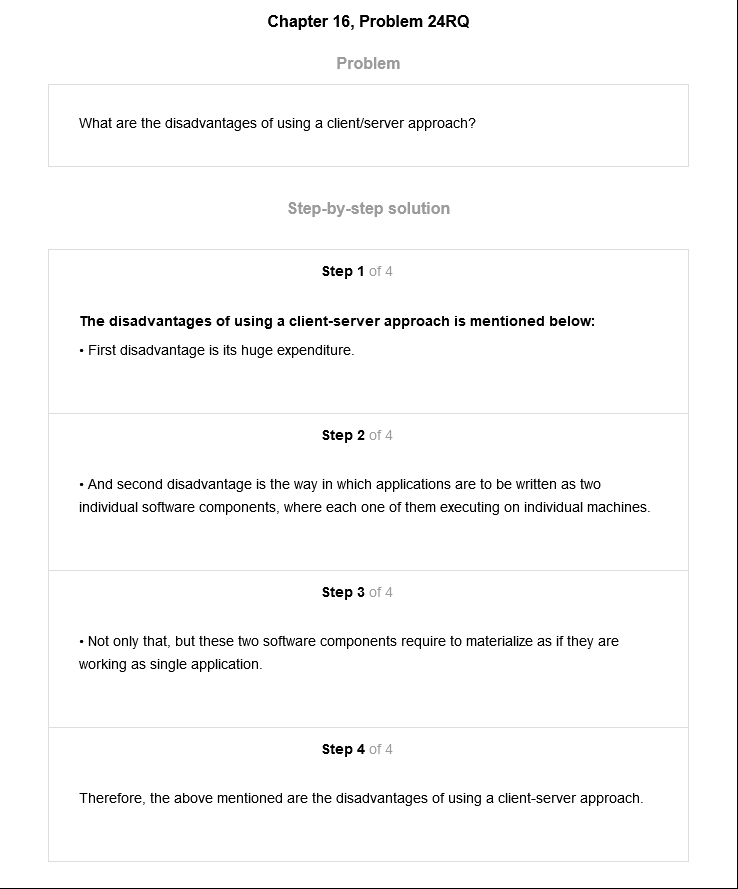 Chapter 16, Problem 24RQ
Problem
What are the disadvantages of using a client/server approach?
Step-by-step solution
Step 1 of 4
The disadvantages of using a client-server approach is mentioned below:
• First disadvantage is its huge expenditure.
Step 2 of 4
• And second disadvantage is the way in which applications are to be written as two
individual software components, where each one of them executing on individual machines.
Step 3 of 4
• Not only that, but these two software components require to materialize as if they are
working as single application.
Step 4 of 4
Therefore, the above mentioned are the disadvantages of using a client-server approach.